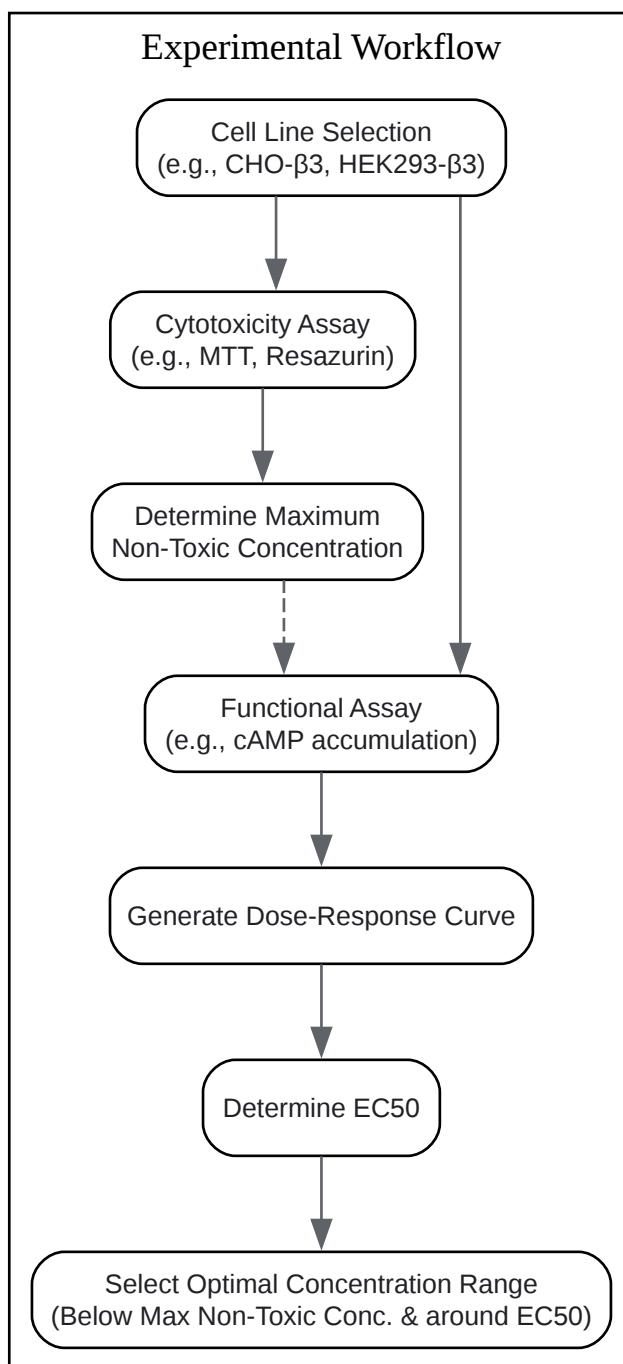 Experimental Workflow
Cell Line Selection
(e.g., CHO-β3, HEK293-β3)
Cytotoxicity Assay
(e.g., MTT, Resazurin)
Determine Maximum
Non-Toxic Concentration
Functional Assay
(e.g., cAMP accumulation)
Generate Dose-Response Curve
Determine EC50
Select Optimal Concentration Range
(Below Max Non-Toxic Conc. & around EC50)